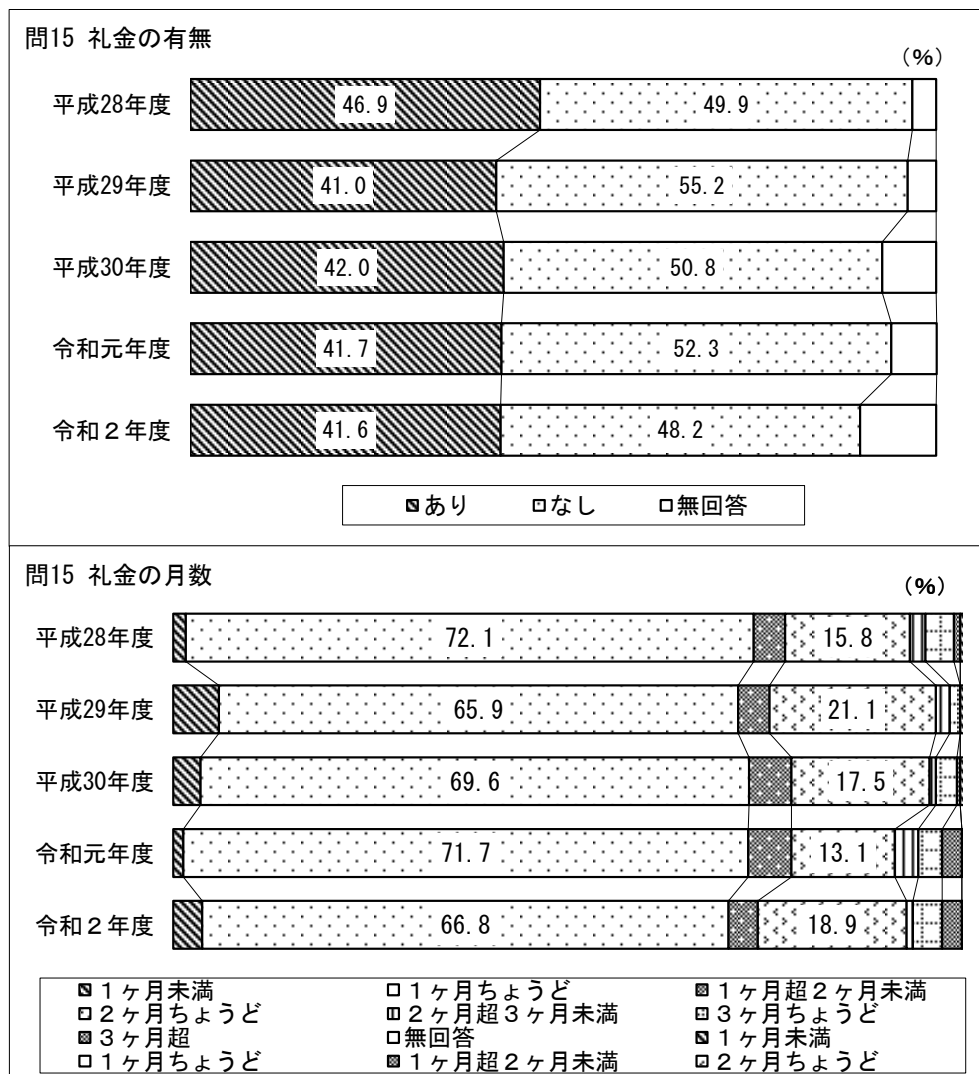 問15 礼金の有無
(%)
平成28年度 46.9 49.9
平成29年度 41.0 55.2
平成30年度 42.0 50.8
令和元年度 41.7 52.3
令和２年度 41.6 48.2
あり なし 無回答
問15 礼金の月数
(%)
平成28年度 72.1 15.8
平成29年度 65.9 21.1
平成30年度 69.6 17.5
令和元年度 71.7 13.1
令和２年度 66.8 18.9
１ヶ月未満 １ヶ月ちょうど １ヶ月超２ヶ月未満
２ヶ月ちょうど ２ヶ月超３ヶ月未満 ３ヶ月ちょうど
３ヶ月超 無回答 １ヶ月未満
１ヶ月ちょうど １ヶ月超２ヶ月未満 ２ヶ月ちょうど